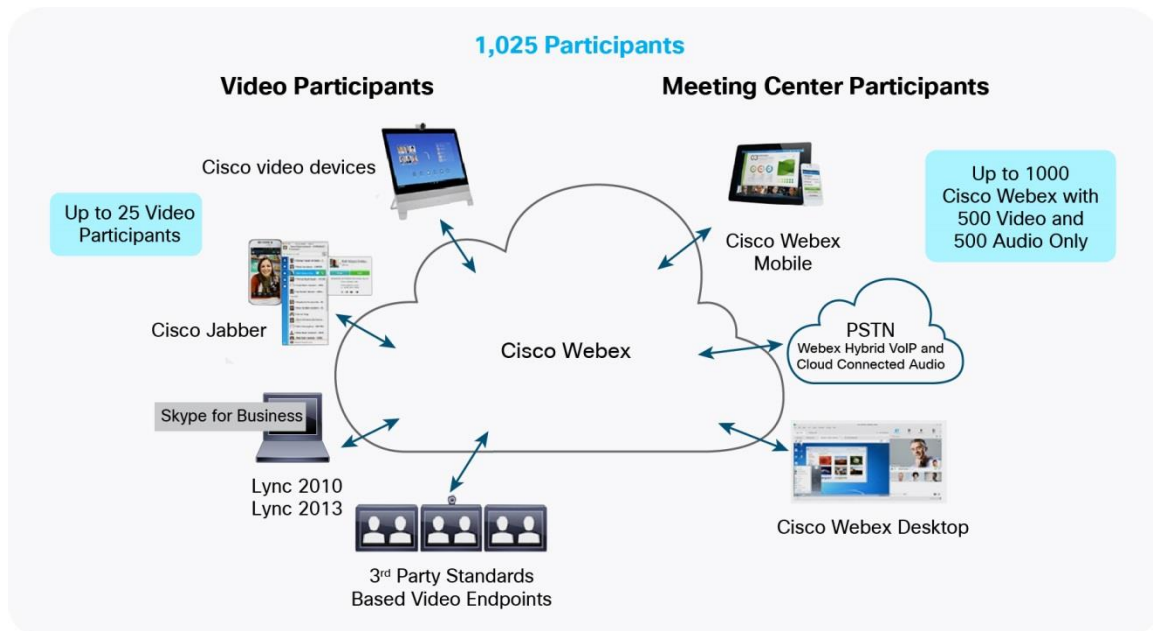 1,025 Participants
Video Participants
Meeting Center Participants
Cisco video devices
Up to 25 Video
Participants
Cisco Jabber
Skype for Business
Lync 2010
Lync 2013
3rd Party Standards
Based Video Endpoints
Cisco Webex
Up to 1000
Cisco Webex with
500 Video and
500 Audio Only
Cisco Webex
Mobile
PSTN
Webex Hybrid VoIP and
Cloud Connected Audio
Cisco Webex Desktop